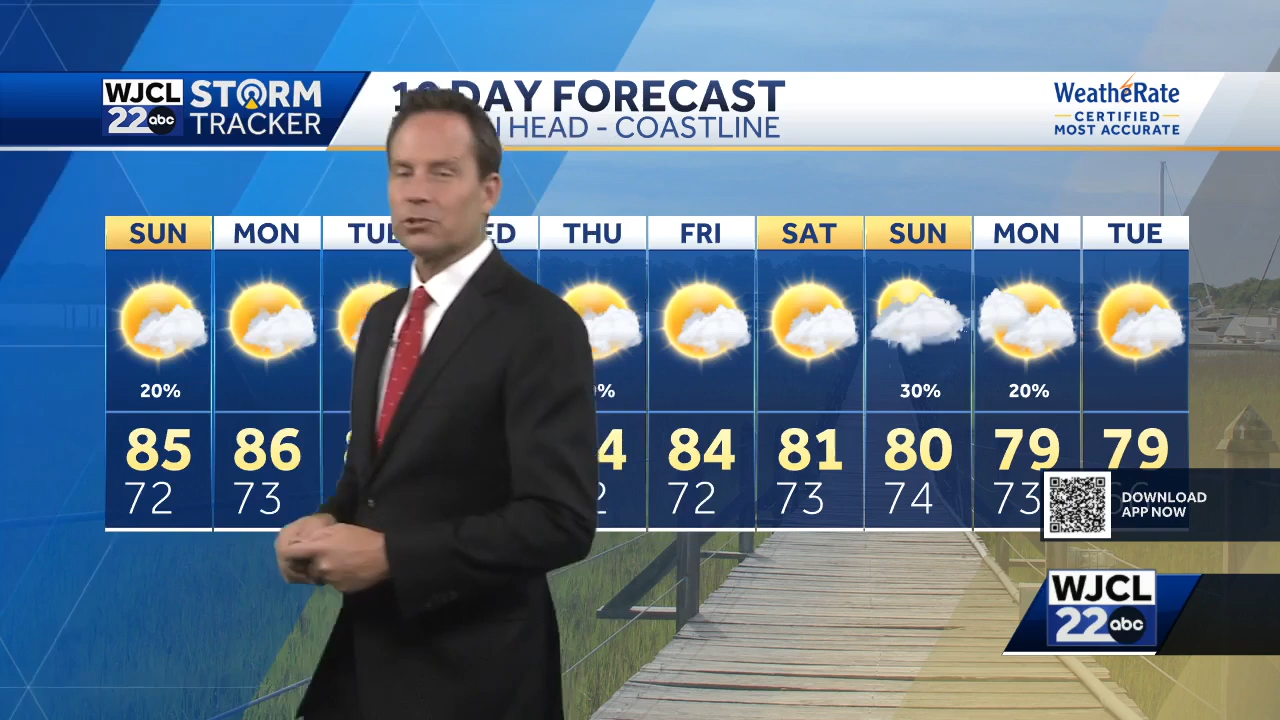 WJCL
22 abc
STORM
TRACKER
DAY FORECAST
HEAD - COASTLINE
WeatheRate
CERTIFIED
MOST ACCURATE
SUN MON THU FRI SAT SUN MON TUE
20% 30% 20%
85 86 84 81 80 79 79
72 73 72 73 74 73
DOWNLOAD
APP NOW
WJCL
22 abc